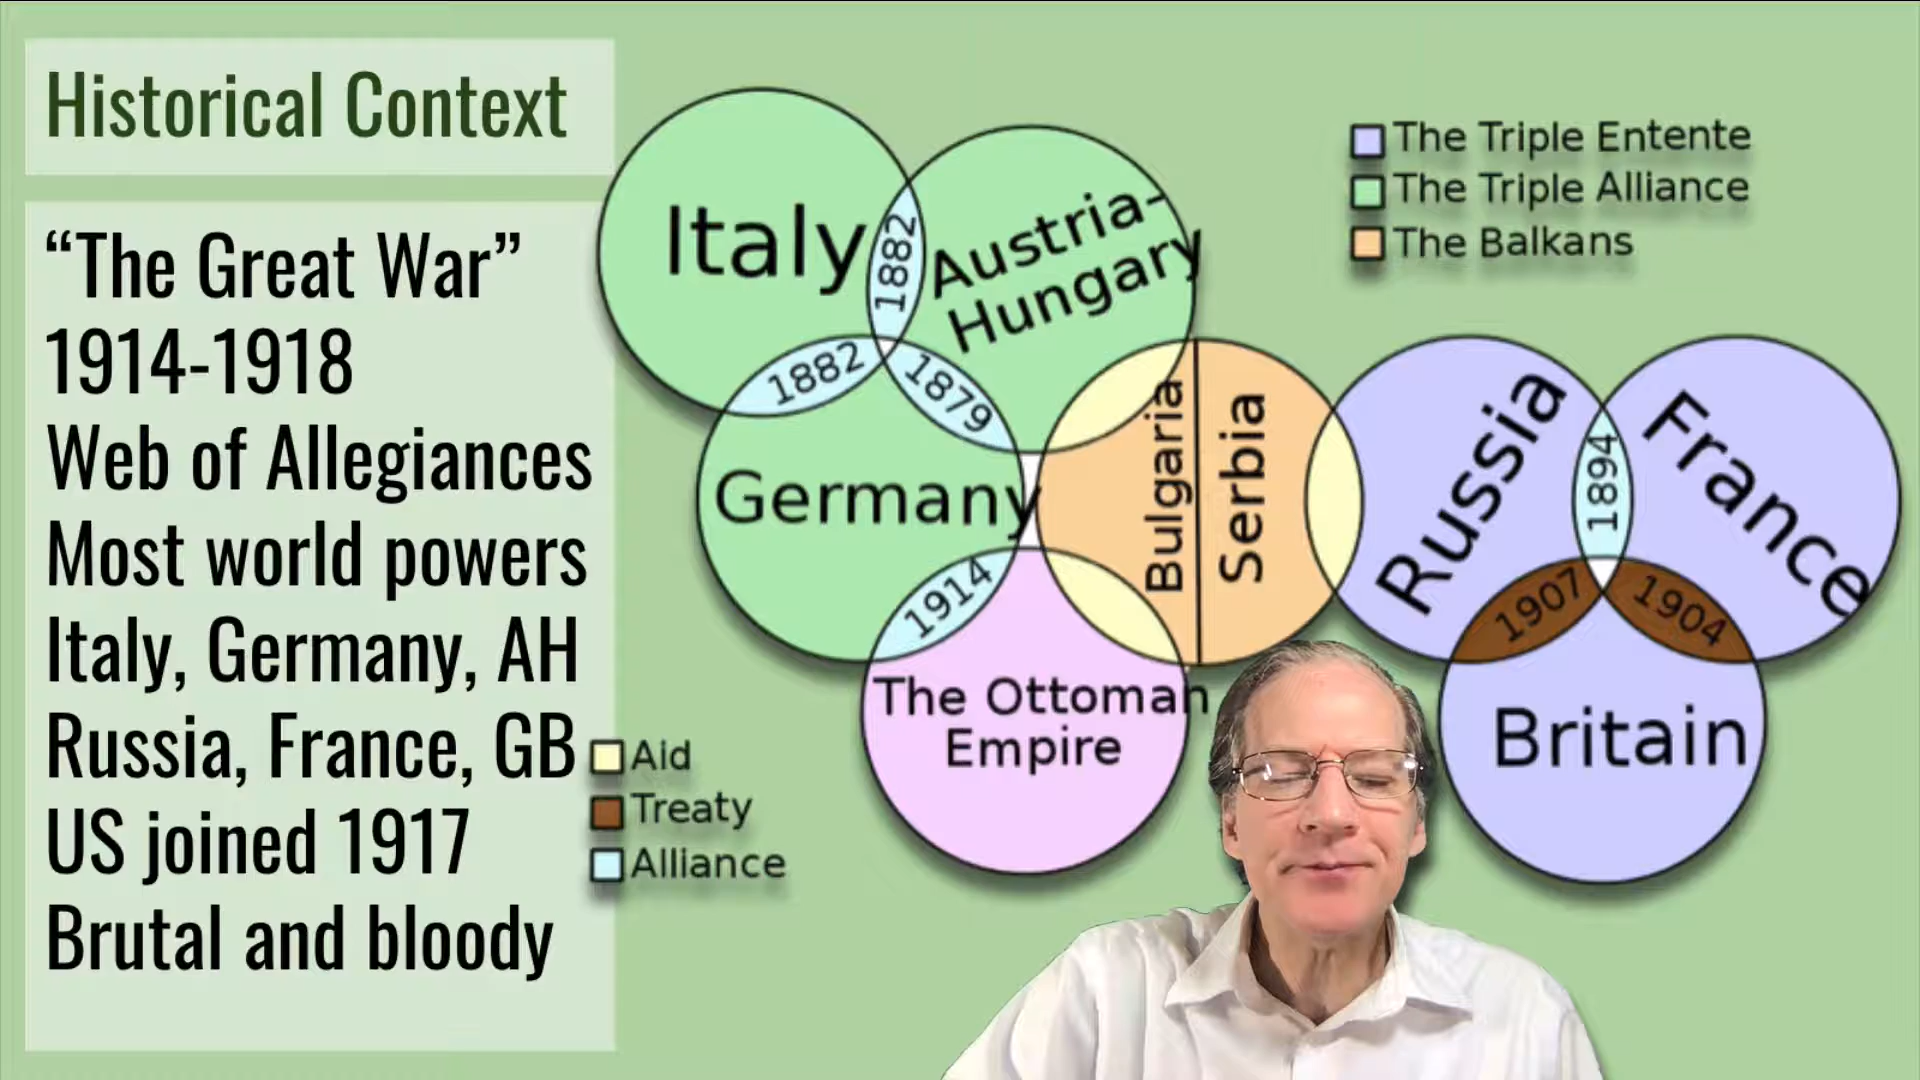 Historical Context
“The Great War”
1914-1918
Web of Allegiances
Most world powers
Italy, Germany, AH
Russia, France, GB
US joined 1917
Brutal and bloody
Italy
1882
Austria-
Hungary
1882
1879
Germany
1914
The Ottoman
Empire
Bulgaria
Serbia
Russia
1894
France
1907
1904
Britain
The Triple Entente
The Triple Alliance
The Balkans
Aid
Treaty
Alliance